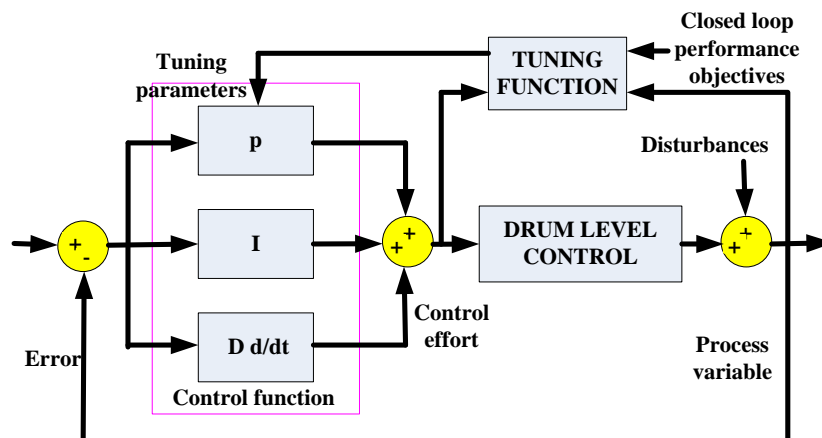 Closed loop
performance
objectives
TUNING
FUNCTION
Tuning
parameters
p
Disturbances
+
-
I
+
+
DRUM LEVEL
CONTROL
+
+
D d/dt
Control
effort
Error
Process
variable
Control function